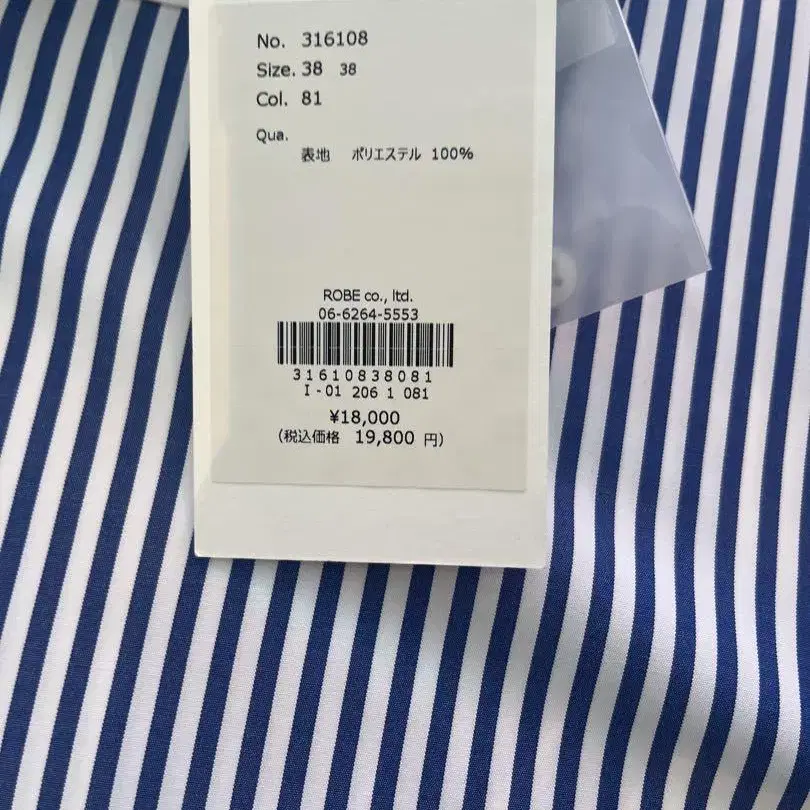 No. 316108
Size. 38 38
Col. 81
Qua.
表地 ポリエステル 100%
ROBE co., ltd.
06-6264-5553
31610838081
I-01 206 1 081
¥18,000
(税込価格 19,800 円)